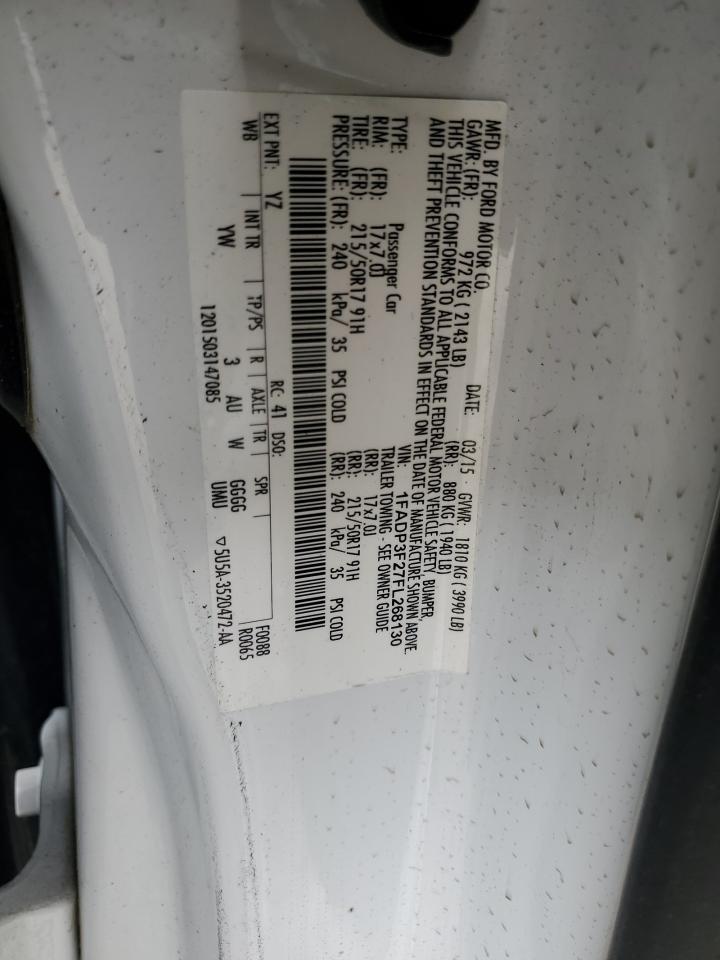 MFD. BY FORD MOTOR CO.
DATE: 03/15 GVWR: 1810 KG ( 3990 LB)
GAWR: (FR): 972 KG ( 2143 LB) (RR): 880 KG ( 1940 LB)
THIS VEHICLE CONFORMS TO ALL APPLICABLE FEDERAL MOTOR VEHICLE SAFETY, BUMPER,
AND THEFT PREVENTION STANDARDS IN EFFECT ON THE DATE OF MANUFACTURE SHOWN ABOVE.
VIN: 1FADP3F27FL268130
TYPE: Passenger Car TRAILER TOWING - SEE OWNER GUIDE
RIM: (FR): 17x7.0J (RR): 17x7.0J
TIRE: (FR): 215/50R17 91H (RR): 215/50R17 91H
PRESSURE: (FR): 240 kPa/ 35 PSI COLD (RR): 240 kPa/ 35 PSI COLD
EXT PNT: YZ RC: 41 DSO: F0088
WB INT TR TP/PS R AXLE TR SPR R0065
YW 3 AU W GGGG
UMU
1201503147085 ▽5U5A-3520472-AA